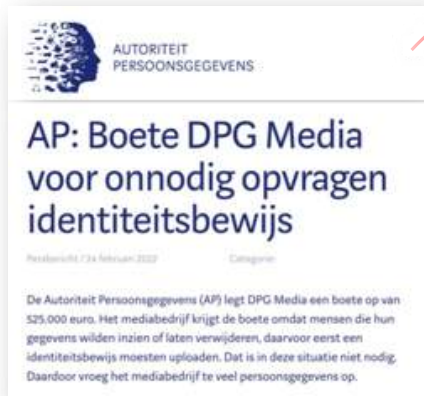 AUTORITEIT
PERSOONSGEGEVENS
AP: Boete DPG Media
voor onnodig opvragen
identiteitsbewijs
Persbericht / 24 februari 2022 Categorie:
De Autoriteit Persoonsgegevens (AP) legt DPG Media een boete op van
525.000 euro. Het mediabedrijf krijgt de boete omdat mensen die hun
gegevens wilden inzien of laten verwijderen, daarvoor eerst een
identiteitsbewijs moesten uploaden. Dat is in deze situatie niet nodig.
Daardoor vroeg het mediabedrijf te veel persoonsgegevens op.